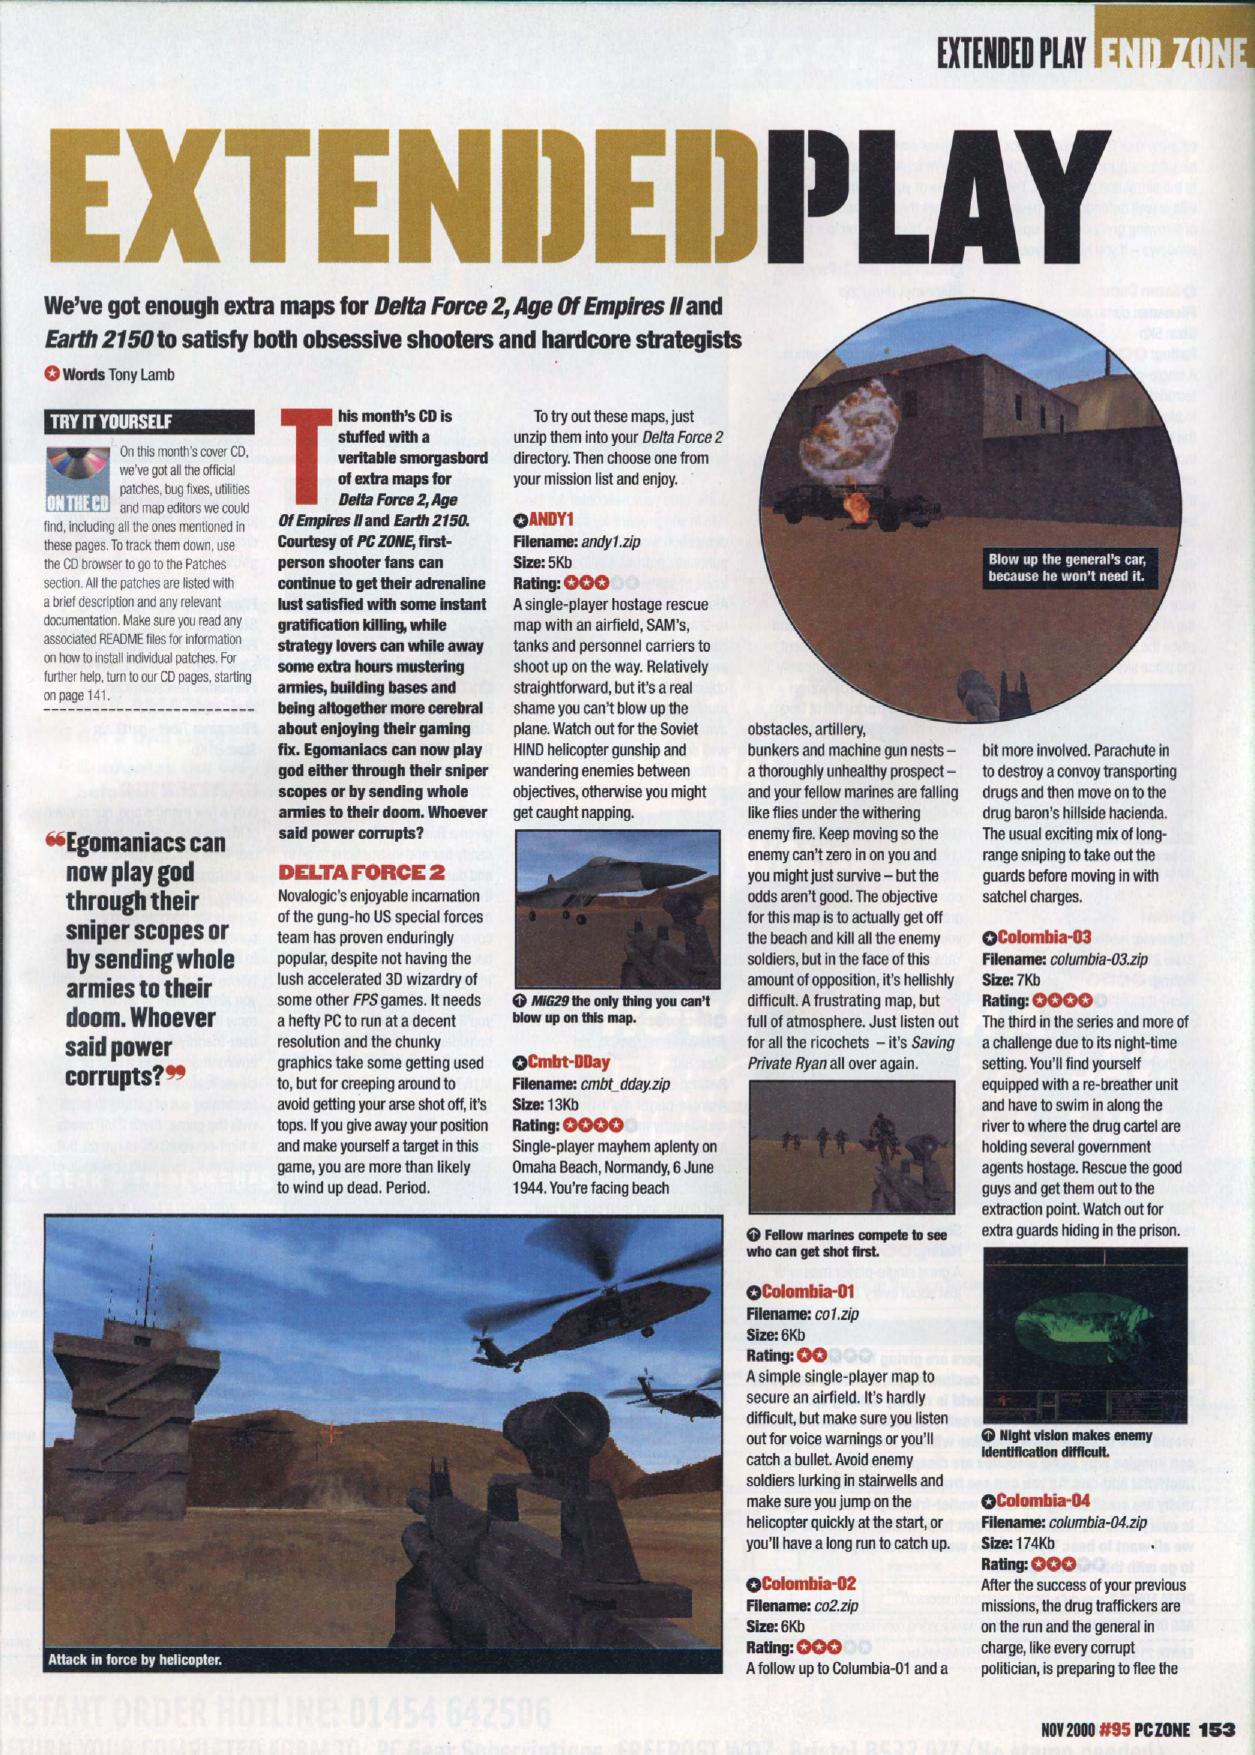 EXTENDED PLAY END ZONE
EXTENDEDPLAY
We've got enough extra maps for Delta Force 2, Age Of Empires II and
Earth 2150 to satisfy both obsessive shooters and hardcore strategists
Words Tony Lamb
TRY IT YOURSELF
ON THE CD
On this month's cover CD,
we've got all the official
patches, bug fixes, utilities
and map editors we could
find, including all the ones mentioned in
these pages. To track them down, use
the CD browser to go to the Patches
section. All the patches are listed with
a brief description and any relevant
documentation. Make sure you read any
associated README files for information
on how to install individual patches. For
further help, turn to our CD pages, starting
on page 141.
“Egomaniacs can
now play god
through their
sniper scopes or
by sending whole
armies to their
doom. Whoever
said power
corrupts?”
This month's CD is
stuffed with a
veritable smorgasbord
of extra maps for
Delta Force 2, Age
Of Empires II and Earth 2150.
Courtesy of PC ZONE, first-
person shooter fans can
continue to get their adrenaline
lust satisfied with some instant
gratification killing, while
strategy lovers can while away
some extra hours mustering
armies, building bases and
being altogether more cerebral
about enjoying their gaming
fix. Egomaniacs can now play
god either through their sniper
scopes or by sending whole
armies to their doom. Whoever
said power corrupts?
DELTA FORCE 2
Novalogic's enjoyable incarnation
of the gung-ho US special forces
team has proven enduringly
popular, despite not having the
lush accelerated 3D wizardry of
some other FPS games. It needs
a hefty PC to run at a decent
resolution and the chunky
graphics take some getting used
to, but for creeping around to
avoid getting your arse shot off, it's
tops. If you give away your position
and make yourself a target in this
game, you are more than likely
to wind up dead. Period.
To try out these maps, just
unzip them into your Delta Force 2
directory. Then choose one from
your mission list and enjoy.
ANDY1
Filename: andy1.zip
Size: 5Kb
Rating:
A single-player hostage rescue
map with an airfield, SAM's,
tanks and personnel carriers to
shoot up on the way. Relatively
straightforward, but it's a real
shame you can't blow up the
plane. Watch out for the Soviet
HIND helicopter gunship and
wandering enemies between
objectives, otherwise you might
get caught napping.
MiG29 the only thing you can't
blow up on this map.
Cmbt-DDay
Filename: cmbt_dday.zip
Size: 13Kb
Rating:
Single-player mayhem aplenty on
Omaha Beach, Normandy, 6 June
1944. You're facing beach
Attack in force by helicopter.
Blow up the general's car,
because he won't need it.
obstacles, artillery,
bunkers and machine gun nests –
a thoroughly unhealthy prospect –
and your fellow marines are falling
like flies under the withering
enemy fire. Keep moving so the
enemy can't zero in on you and
you might just survive – but the
odds aren't good. The objective
for this map is to actually get off
the beach and kill all the enemy
soldiers, but in the face of this
amount of opposition, it's hellishly
difficult. A frustrating map, but
full of atmosphere. Just listen out
for all the ricochets – it's Saving
Private Ryan all over again.
Fellow marines compete to see
who can get shot first.
Colombia-01
Filename: co1.zip
Size: 6Kb
Rating:
A simple single-player map to
secure an airfield. It's hardly
difficult, but make sure you listen
out for voice warnings or you'll
catch a bullet. Avoid enemy
soldiers lurking in stairwells and
make sure you jump on the
helicopter quickly at the start, or
you'll have a long run to catch up.
Colombia-02
Filename: co2.zip
Size: 6Kb
Rating:
A follow up to Columbia-01 and a
bit more involved. Parachute in
to destroy a convoy transporting
drugs and then move on to the
drug baron's hillside hacienda.
The usual exciting mix of long-
range sniping to take out the
guards before moving in with
satchel charges.
Colombia-03
Filename: columbia-03.zip
Size: 7Kb
Rating:
The third in the series and more of
a challenge due to its night-time
setting. You'll find yourself
equipped with a re-breather unit
and have to swim in along the
river to where the drug cartel are
holding several government
agents hostage. Rescue the good
guys and get them out to the
extraction point. Watch out for
extra guards hiding in the prison.
Night vision makes enemy
identification difficult.
Colombia-04
Filename: columbia-04.zip
Size: 174Kb
Rating:
After the success of your previous
missions, the drug traffickers are
on the run and the general in
charge, like every corrupt
politician, is preparing to flee the
INSTANT ORDER HOTLINE: 01454 642506
NOV 2000 #95 PC ZONE 153